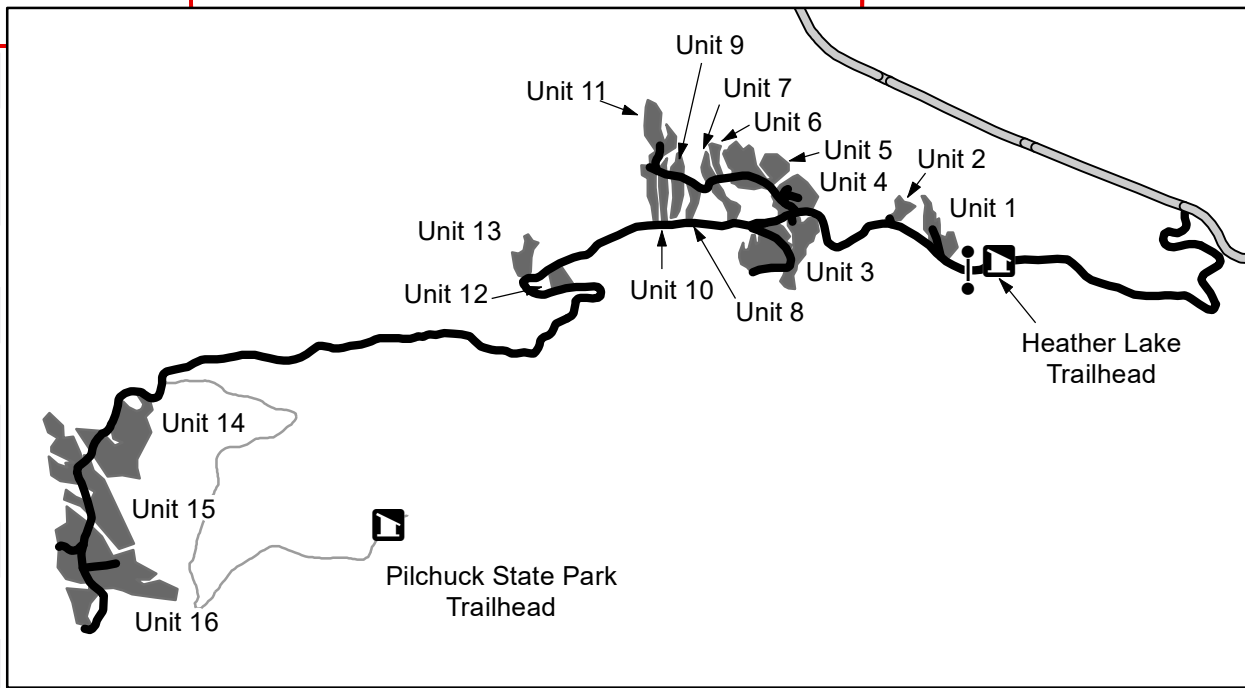 Unit 9
Unit 11
Unit 7
Unit 6
Unit 5
Unit 2
Unit 4
Unit 1
Unit 13
Unit 3
Unit 12
Unit 10
Unit 8
Heather Lake
Trailhead
Unit 14
Unit 15
Pilchuck State Park
Trailhead
Unit 16